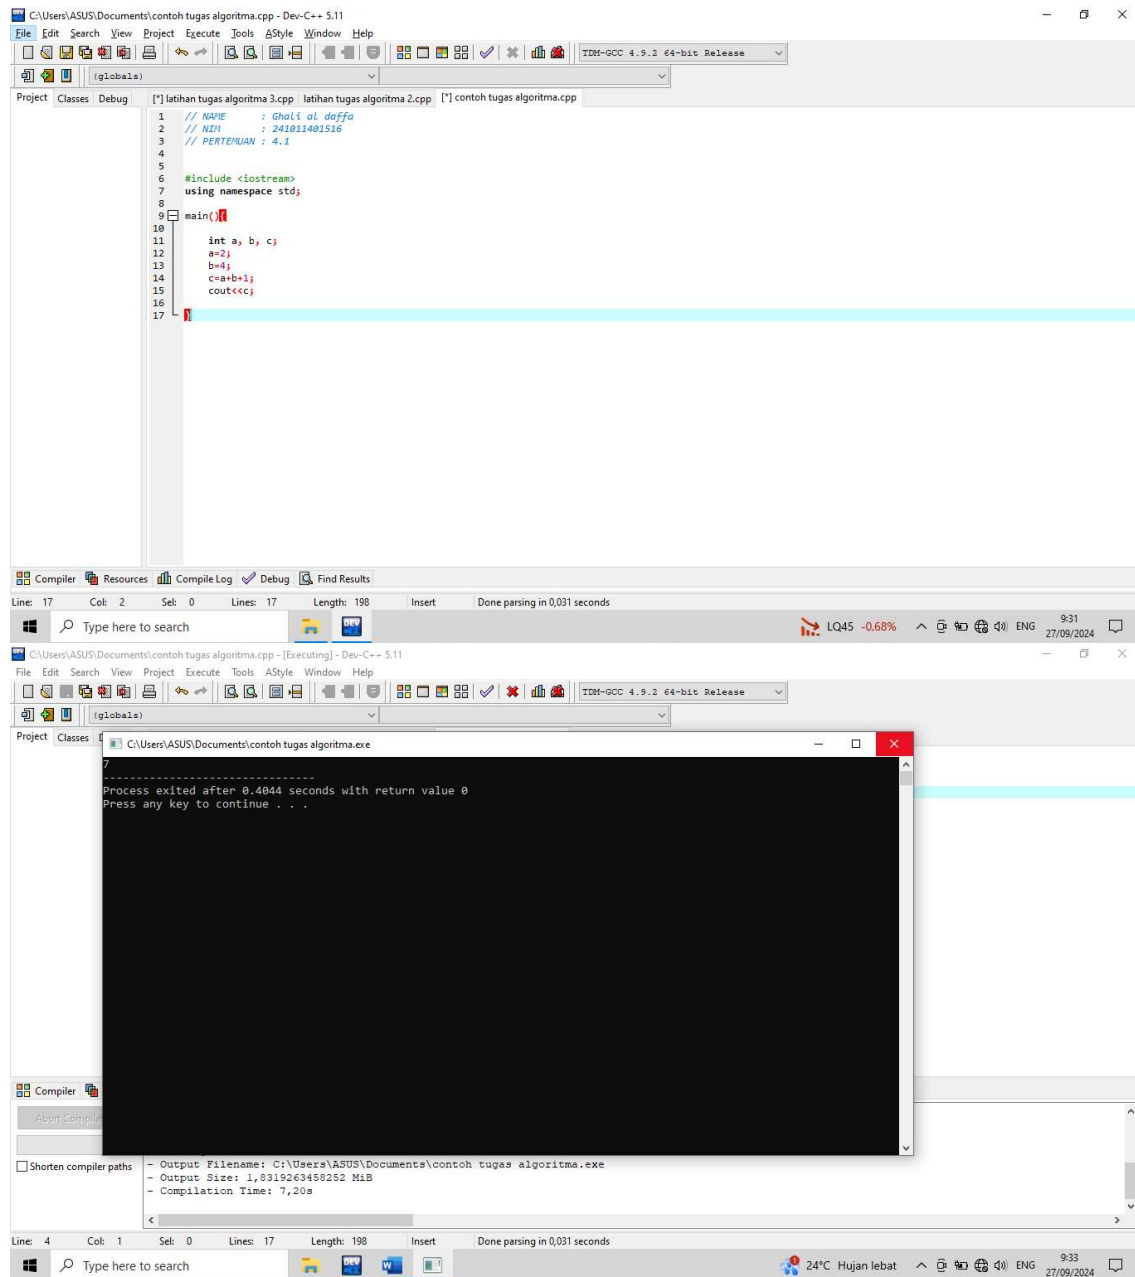 C:\Users\ASUS\Documents\contoh tugas algoritma.cpp - Dev-C++ 5.11
File Edit Search View Project Execute Tools AStyle Window Help
TDM-GCC 4.9.2 64-bit Release
(globals)
Project Classes Debug [*] latihan tugas algoritma 3.cpp latihan tugas algoritma 2.cpp [*] contoh tugas algoritma.cpp
1 // NAME : Ghali al daffa
2 // NIM : 241011401516
3 // PERTEMUAN : 4.1
4
5
6 #include <iostream>
7 using namespace std;
8
9 main(){
10
11 int a, b, c;
12 a=2;
13 b=4;
14 c=a+b+1;
15 cout<<c;
16
17 }
Compiler Resources Compile Log Debug Find Results
Line: 17 Col: 2 Sel: 0 Lines: 17 Length: 198 Insert Done parsing in 0,031 seconds
Type here to search LQ45 -0,68% ENG 9:31
27/09/2024
C:\Users\ASUS\Documents\contoh tugas algoritma.cpp - [Executing] - Dev-C++ 5.11
File Edit Search View Project Execute Tools AStyle Window Help
TDM-GCC 4.9.2 64-bit Release
(globals)
Project Classes
C:\Users\ASUS\Documents\contoh tugas algoritma.exe
7
--------------------------------
Process exited after 0.4044 seconds with return value 0
Press any key to continue . . .
Compiler
Shorten compiler paths
- Output Filename: C:\Users\ASUS\Documents\contoh tugas algoritma.exe
- Output Size: 1,8319263458252 MiB
- Compilation Time: 7,20s
Line: 4 Col: 1 Sel: 0 Lines: 17 Length: 198 Insert Done parsing in 0,031 seconds
Type here to search 24°C Hujan lebat ENG 9:33
27/09/2024